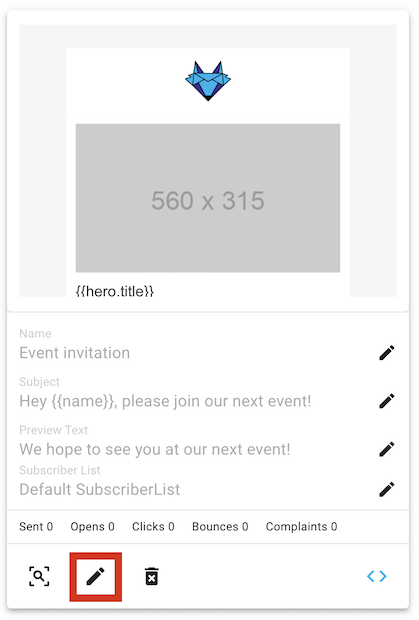 560 x 315
{{hero.title}}
Name
Event invitation
Subject
Hey {{name}}, please join our next event!
Preview Text
We hope to see you at our next event!
Subscriber List
Default SubscriberList
Sent 0 Opens 0 Clicks 0 Bounces 0 Complaints 0